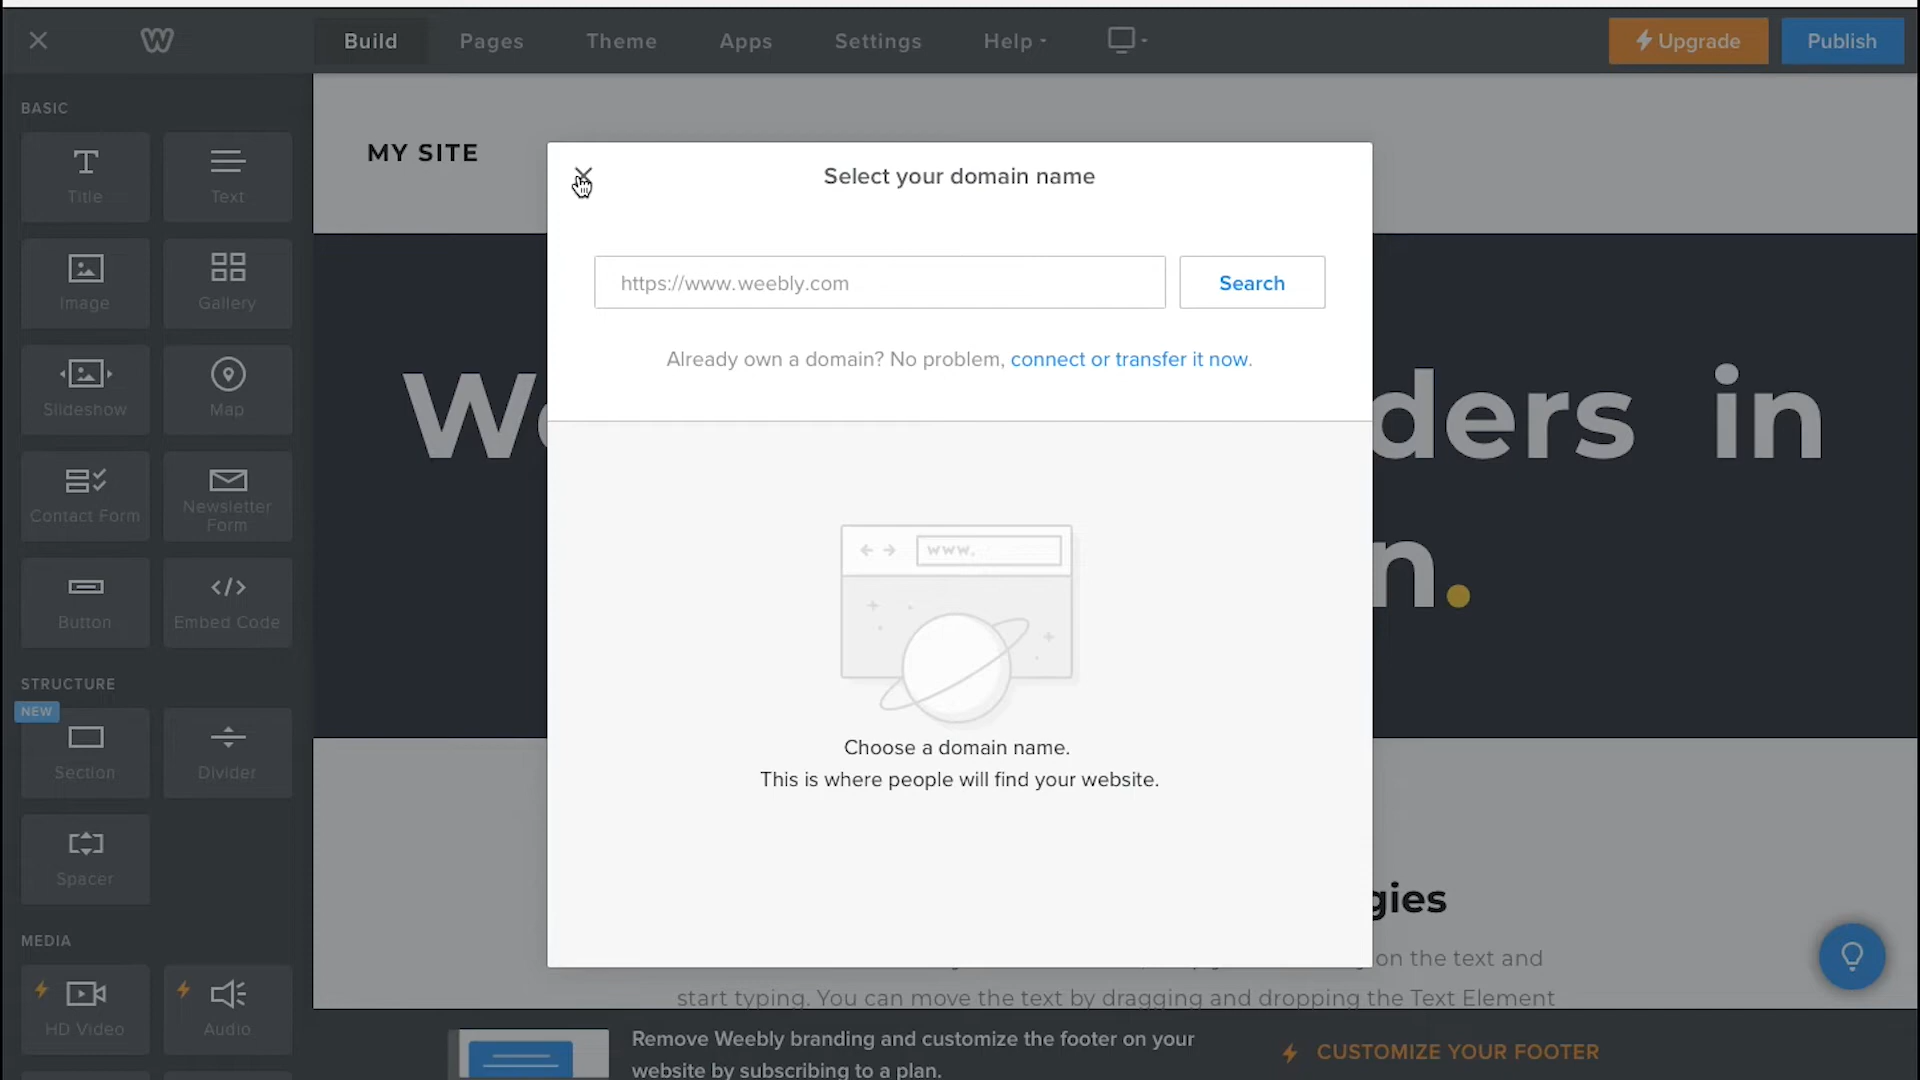 Build
Pages
Theme
Apps
Settings
Help
Upgrade
Publish
BASIC
Title
Text
Image
Gallery
Slideshow
Map
Contact Form
Newsletter
Form
Button
Embed Code
STRUCTURE
NEW
Section
Divider
Spacer
MEDIA
HD Video
Audio
MY SITE
Select your domain name
https://www.weebly.com
Search
Already own a domain? No problem, connect or transfer it now.
www.
Choose a domain name.
This is where people will find your website.
in
on the text and
start typing. You can move the text by dragging and dropping the Text Element
Remove Weebly branding and customize the footer on your
website by subscribing to a plan.
CUSTOMIZE YOUR FOOTER